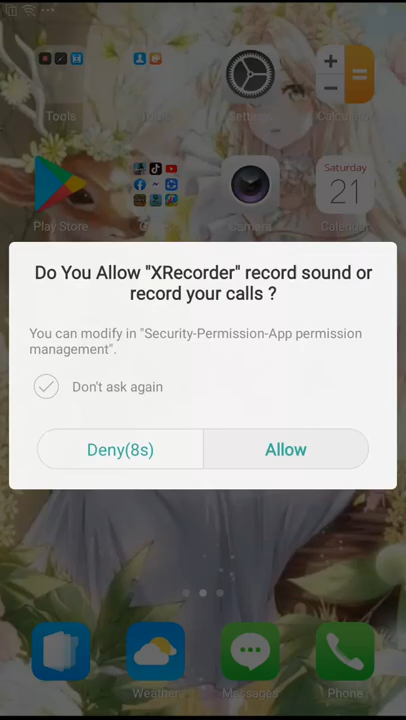 Tools
Tools
Settings
Calculator
Play Store
Saturday
21
Camera
Calendar
Do You Allow "XRecorder" record sound or
record your calls ?
You can modify in "Security-Permission-App permission
management".
Don't ask again
Deny(8s)
Allow
Weather
Messages
Phone